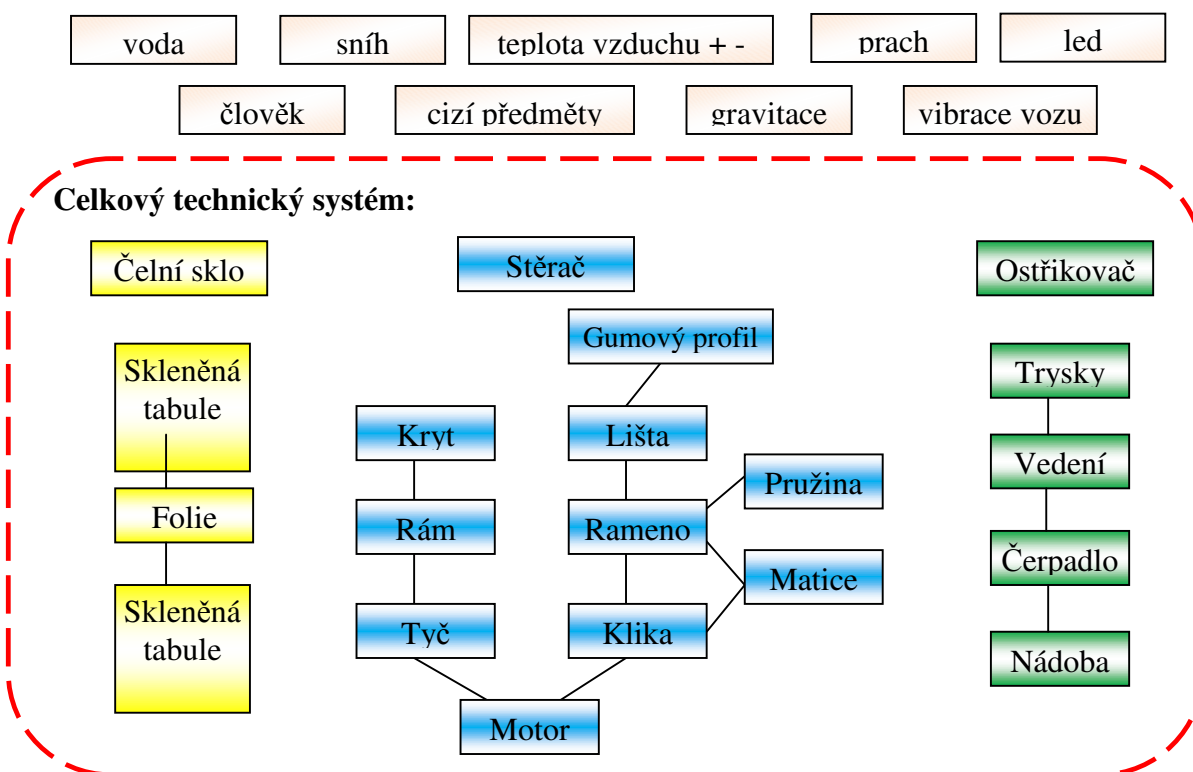 voda
sníh
teplota vzduchu + -
prach
led
člověk
cizí předměty
gravitace
vibrace vozu
Celkový technický systém:
Čelní sklo
Stěrač
Ostřikovač
Skleněná
tabule
Folie
Skleněná
tabule
Gumový profil
Kryt
Lišta
Pružina
Rám
Rameno
Matice
Tyč
Klika
Motor
Trysky
Vedení
Čerpadlo
Nádoba